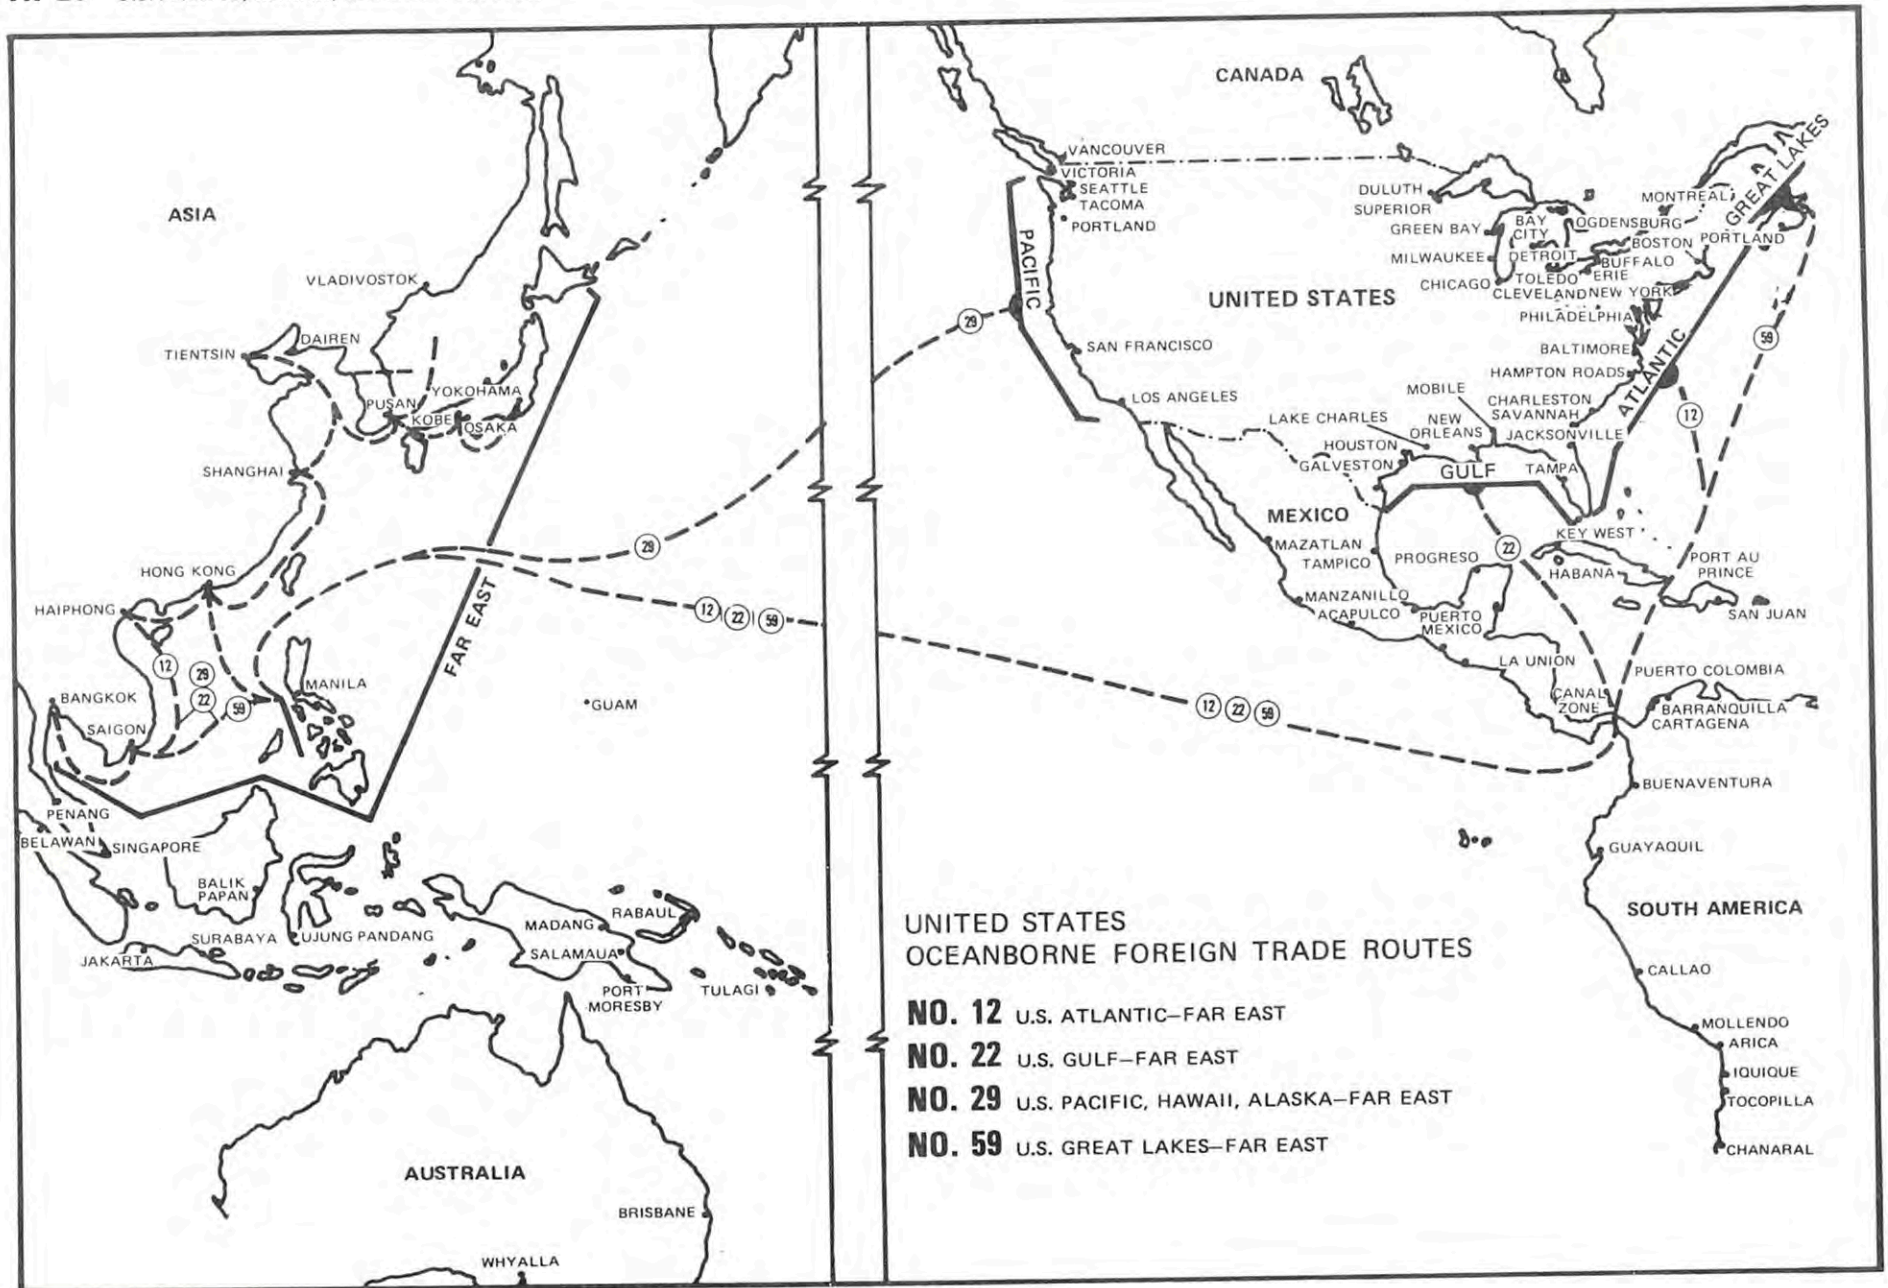 ASIA
VLADIVOSTOK
DAIREN
TIENTSIN
YOKOHAMA
PUSAN
KOBE
OSAKA
SHANGHAI
HONG KONG
HAIPHONG
29
12 22 59
12
29
22
59
MANILA
BANGKOK
SAIGON
FAR EAST
GUAM
PENANG
BELAWAN
SINGAPORE
BALIK
PAPAN
SURABAYA
UJUNG PANDANG
JAKARTA
MADANG
RABAUL
SALAMAUA
PORT
MORESBY
TULAGI
AUSTRALIA
BRISBANE
WHYALLA
CANADA
VANCOUVER
VICTORIA
SEATTLE
TACOMA
PORTLAND
PACIFIC
29
UNITED STATES
SAN FRANCISCO
LOS ANGELES
DULUTH
SUPERIOR
GREEN BAY
MILWAUKEE
CHICAGO
BAY
CITY
DETROIT
TOLEDO
CLEVELAND
OGDENSBURG
MONTREAL
GREAT LAKES
BOSTON
PORTLAND
BUFFALO
ERIE
NEW YORK
PHILADELPHIA
BALTIMORE
HAMPTON ROADS
ATLANTIC
59
12
MOBILE
CHARLESTON
SAVANNAH
LAKE CHARLES
NEW
ORLEANS
JACKSONVILLE
HOUSTON
GALVESTON
GULF
TAMPA
MEXICO
KEY WEST
MAZATLAN
TAMPICO
PROGRESO
22
HABANA
PORT AU
PRINCE
SAN JUAN
MANZANILLO
ACAPULCO
PUERTO
MEXICO
LA UNION
PUERTO COLOMBIA
CANAL
ZONE
BARRANQUILLA
CARTAGENA
12 22 59
BUENAVENTURA
GUAYAQUIL
SOUTH AMERICA
CALLAO
MOLLENDO
ARICA
IQUIQUE
TOCOPILLA
CHANARAL
UNITED STATES
OCEANBORNE FOREIGN TRADE ROUTES
NO. 12 U.S. ATLANTIC–FAR EAST
NO. 22 U.S. GULF–FAR EAST
NO. 29 U.S. PACIFIC, HAWAII, ALASKA–FAR EAST
NO. 59 U.S. GREAT LAKES–FAR EAST